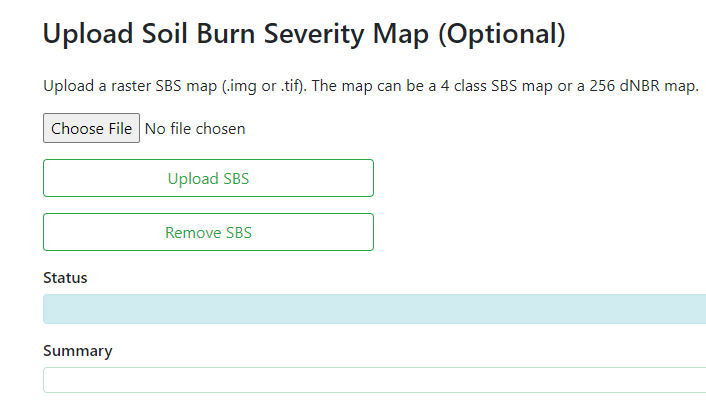 Upload Soil Burn Severity Map (Optional)
Upload a raster SBS map (.img or .tif). The map can be a 4 class SBS map or a 256 dNBR map.
Choose File No file chosen
Upload SBS
Remove SBS
Status
Summary